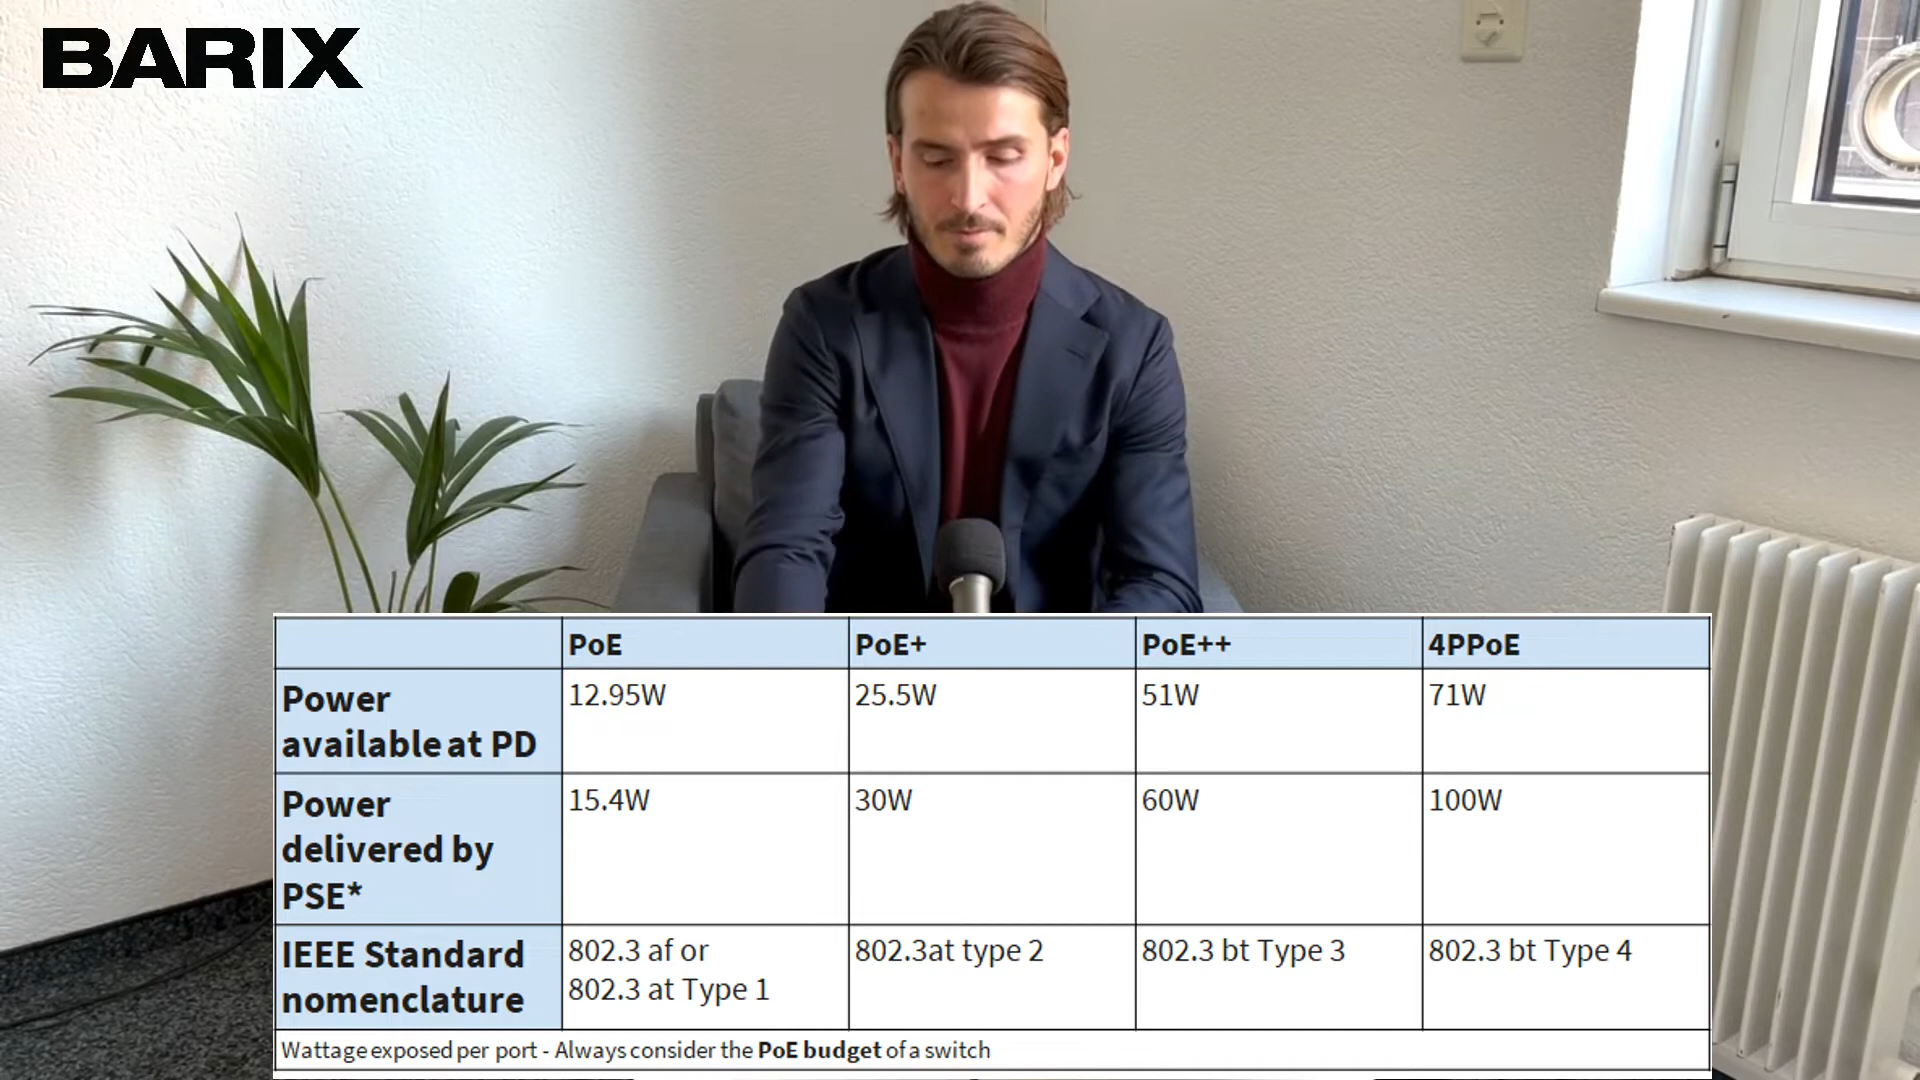 BARIX
PoE PoE+ PoE++ 4PPoE
Power
available at PD
12.95W 25.5W 51W 71W
Power
delivered by
PSE*
15.4W 30W 60W 100W
IEEE Standard
nomenclature
802.3 af or
802.3 at Type 1
802.3at type 2
802.3 bt Type 3
802.3 bt Type 4
Wattage exposed per port - Always consider the PoE budget of a switch